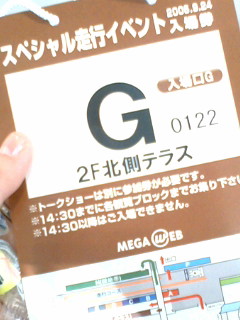 スペシャル走行イベント 2006.9.24 入場券
入場口G
G
0122
2F北側テラス
※トークショーは別に参加券が必要です。
※14:30までに各観覧ブロックまでお集り下さい
※14:30以降はご入場できません。
MEGA WEB